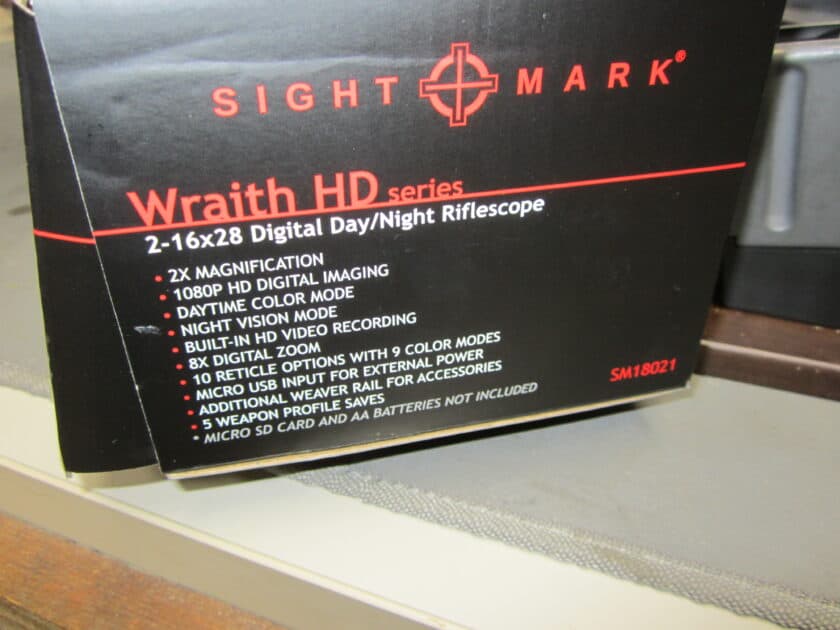 SIGHT MARK®
Wraith HD series
2-16x28 Digital Day/Night Riflescope
• 2X MAGNIFICATION
• 1080P HD DIGITAL IMAGING
• DAYTIME COLOR MODE
• NIGHT VISION MODE
• BUILT-IN HD VIDEO RECORDING
• 8X DIGITAL ZOOM
• 10 RETICLE OPTIONS WITH 9 COLOR MODES
• MICRO USB INPUT FOR EXTERNAL POWER
• ADDITIONAL WEAVER RAIL FOR ACCESSORIES
• 5 WEAPON PROFILE SAVES
* MICRO SD CARD AND AA BATTERIES NOT INCLUDED
SM18021